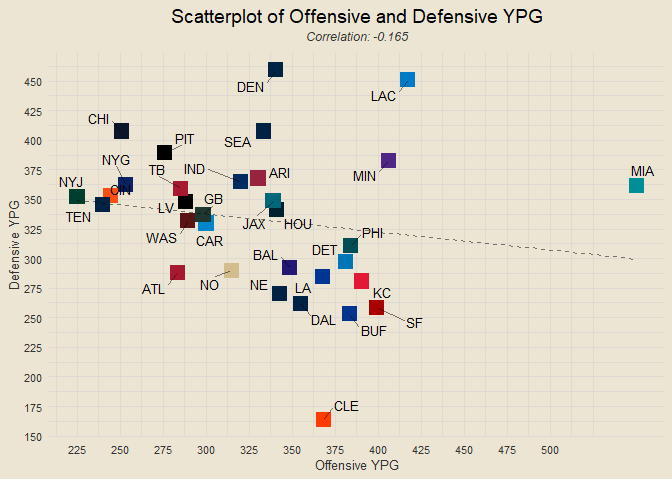 Scatterplot of Offensive and Defensive YPG
Correlation: -0.165
450
425
400
375
350
325
300
275
250
225
200
175
150
Defensive YPG
DEN
LAC
CHI
PIT
SEA
NYG
TB
IND
ARI
MIN
MIA
NYJ
CIN
TEN
LV
GB
JAX
HOU
WAS
CAR
PHI
DET
BAL
ATL
NO
NE
LA
KC
DAL
BUF
SF
CLE
225
250
275
300
325
350
375
400
425
450
475
500
Offensive YPG